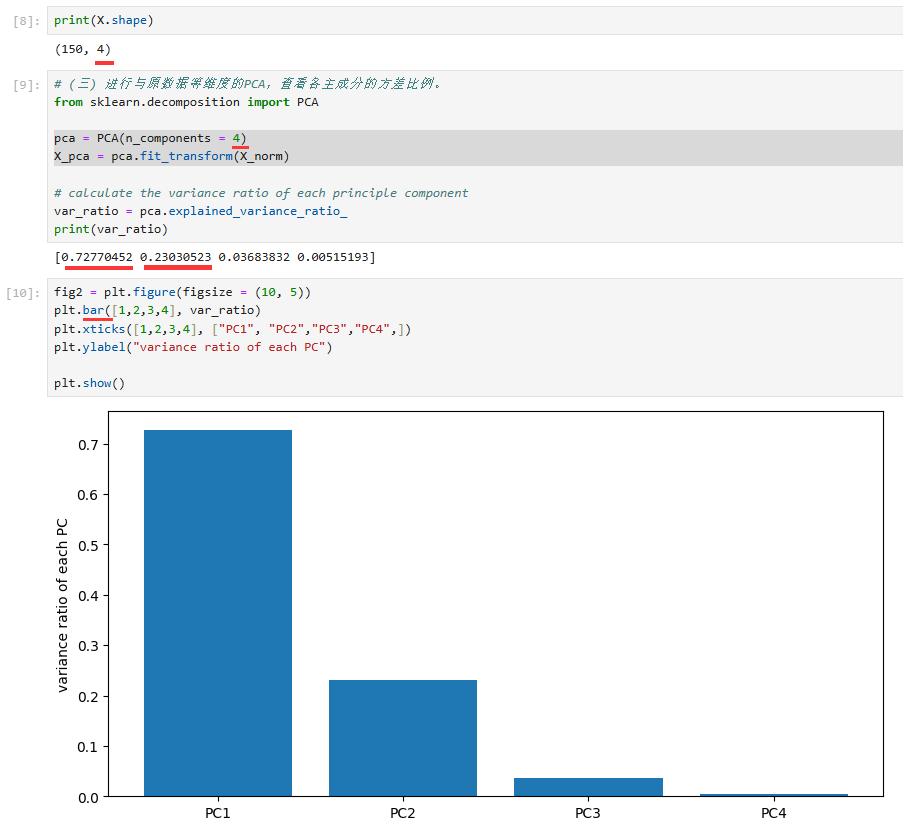 [8]: print(X.shape)
(150, 4)
[9]: # (三) 进行与原数据等维度的PCA，查看各主成分的方差比例。
from sklearn.decomposition import PCA
pca = PCA(n_components = 4)
X_pca = pca.fit_transform(X_norm)
# calculate the variance ratio of each principle component
var_ratio = pca.explained_variance_ratio_
print(var_ratio)
[0.72770452 0.23030523 0.03683832 0.00515193]
[10]: fig2 = plt.figure(figsize = (10, 5))
plt.bar([1,2,3,4], var_ratio)
plt.xticks([1,2,3,4], ["PC1", "PC2","PC3","PC4",])
plt.ylabel("variance ratio of each PC")
plt.show()
variance ratio of each PC
0.7
0.6
0.5
0.4
0.3
0.2
0.1
0.0
PC1 PC2 PC3 PC4